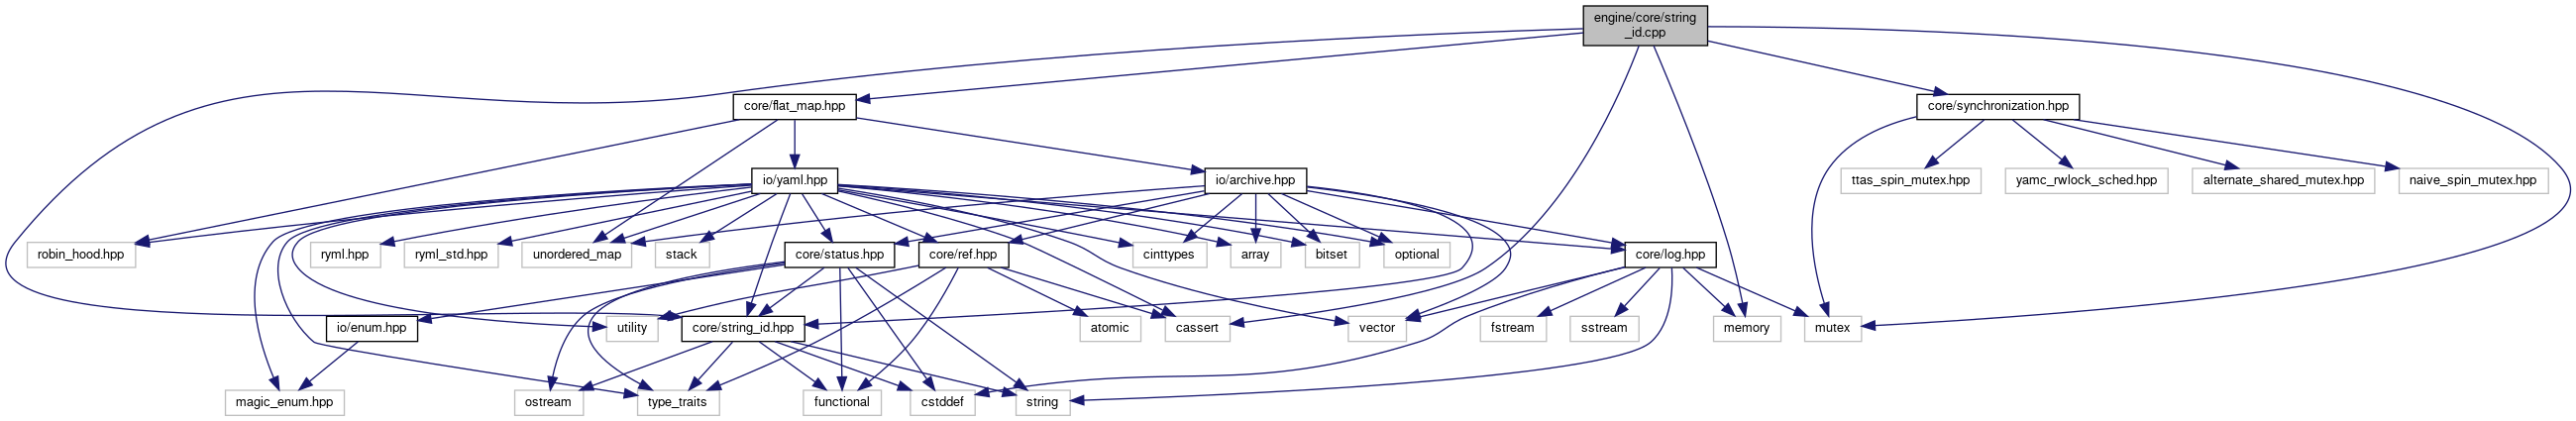 engine/core/string
_id.cpp
core/flat_map.hpp
core/synchronization.hpp
io/yaml.hpp
io/archive.hpp
ttas_spin_mutex.hpp
yamc_rwlock_sched.hpp
alternate_shared_mutex.hpp
naive_spin_mutex.hpp
robin_hood.hpp
ryml.hpp
ryml_std.hpp
unordered_map
stack
core/status.hpp
core/ref.hpp
cinttypes
array
bitset
optional
core/log.hpp
io/enum.hpp
utility
core/string_id.hpp
atomic
cassert
vector
fstream
sstream
memory
mutex
magic_enum.hpp
ostream
type_traits
functional
cstddef
string